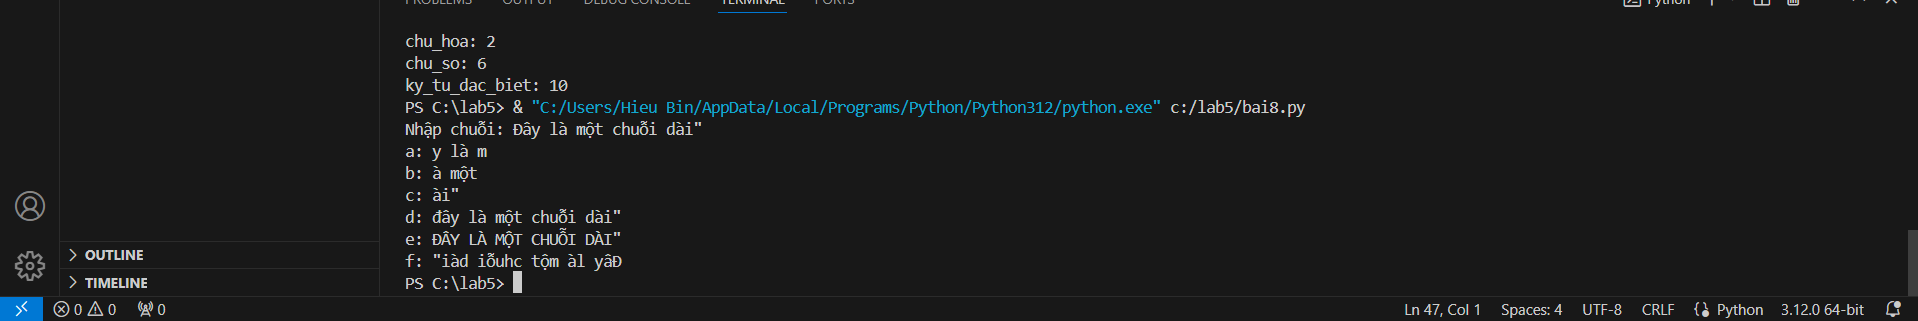 PROBLEMS OUTPUT DEBUG CONSOLE TERMINAL PORTS Python
chu_hoa: 2
chu_so: 6
ky_tu_dac_biet: 10
PS C:\lab5> & "C:/Users/Hieu Bin/AppData/Local/Programs/Python/Python312/python.exe" c:/lab5/bai8.py
Nhập chuỗi: Đây là một chuỗi dài"
a: y là m
b: à một
c: ài"
d: đây là một chuỗi dài"
e: ĐÂY LÀ MỘT CHUỖI DÀI"
f: "iàd iỗuhc tộm àl yâĐ
PS C:\lab5>
OUTLINE
TIMELINE
0 0 0 Ln 47, Col 1 Spaces: 4 UTF-8 CRLF Python 3.12.0 64-bit